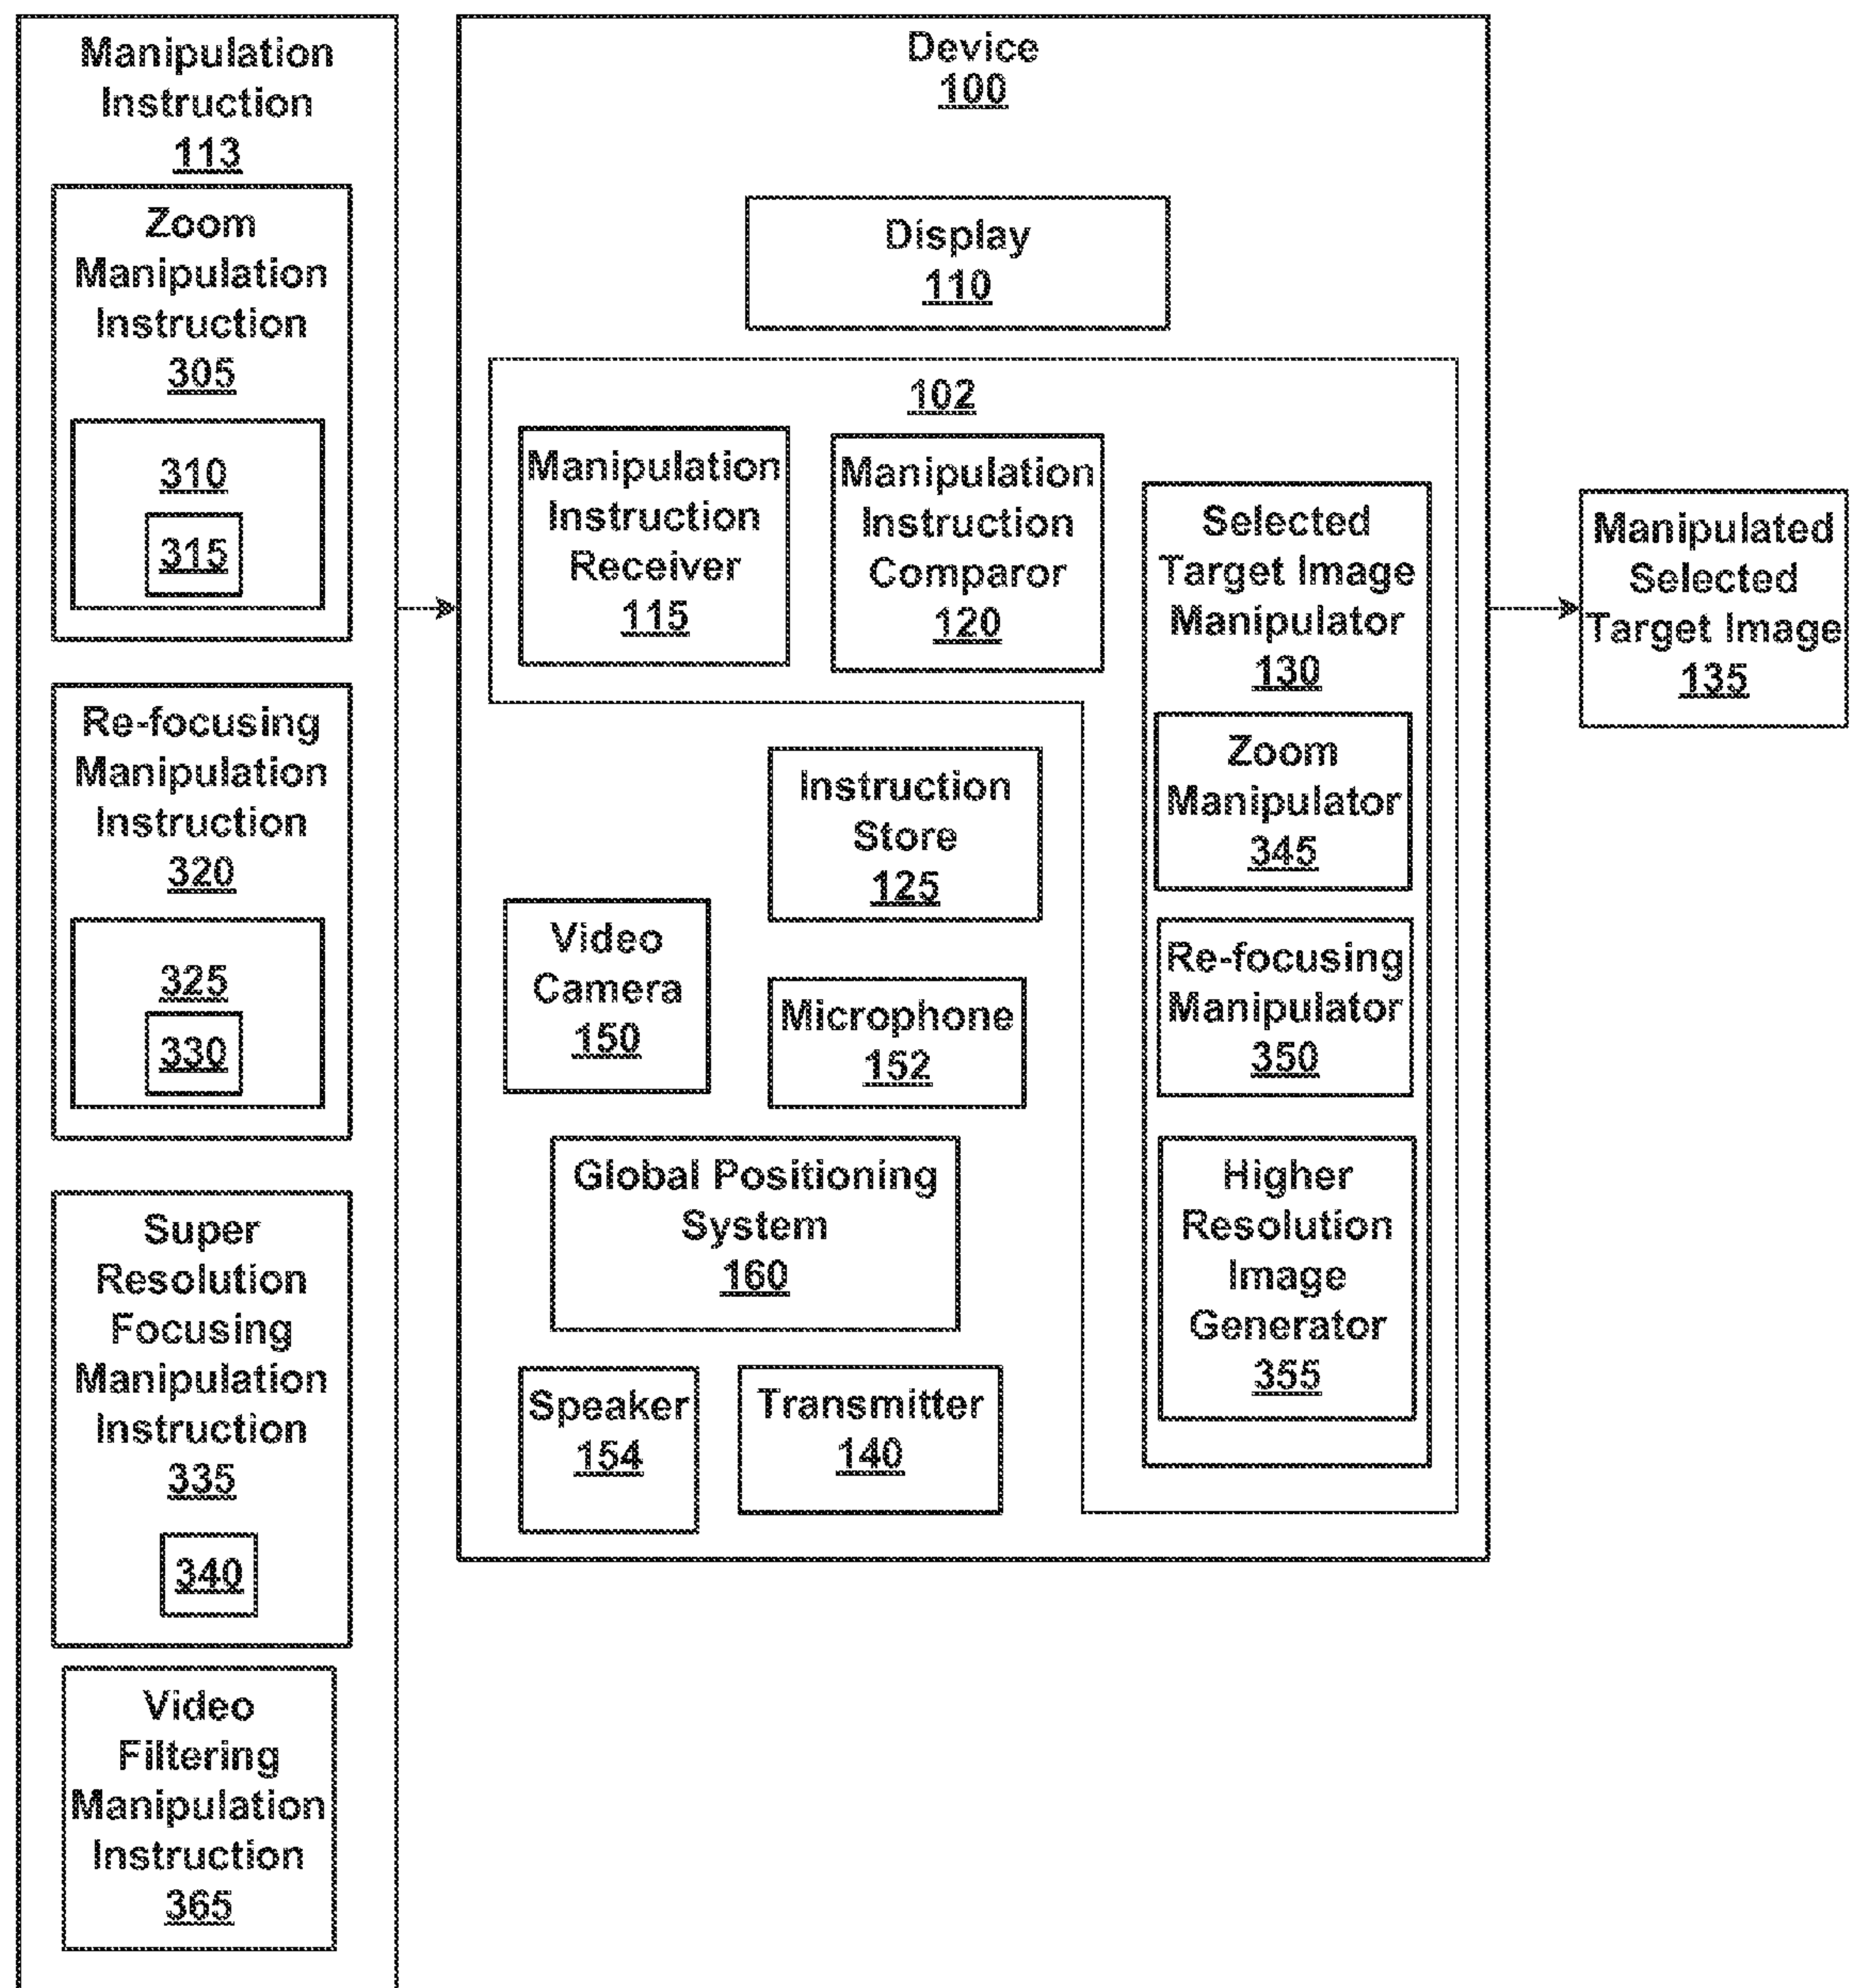 Manipulation
Instruction
113
Zoom
Manipulation
Instruction
305
310
315
Re-focusing
Manipulation
Instruction
320
325
330
Super
Resolution
Focusing
Manipulation
Instruction
335
340
Video
Filtering
Manipulation
Instruction
365
Device
100
Display
110
102
Manipulation
Instruction
Receiver
115
Manipulation
Instruction
Comparor
120
Selected
Target Image
Manipulator
130
Zoom
Manipulator
345
Re-focusing
Manipulator
350
Higher
Resolution
Image
Generator
355
Instruction
Store
125
Video
Camera
150
Microphone
152
Global Positioning
System
160
Speaker
154
Transmitter
140
Manipulated
Selected
Target Image
135